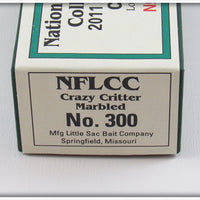 Nation
Coll
2011
C
N
NFLCC
Crazy Critter
Marbled
No. 300
Mfg Little Sac Bait Company
Springfield, Missouri